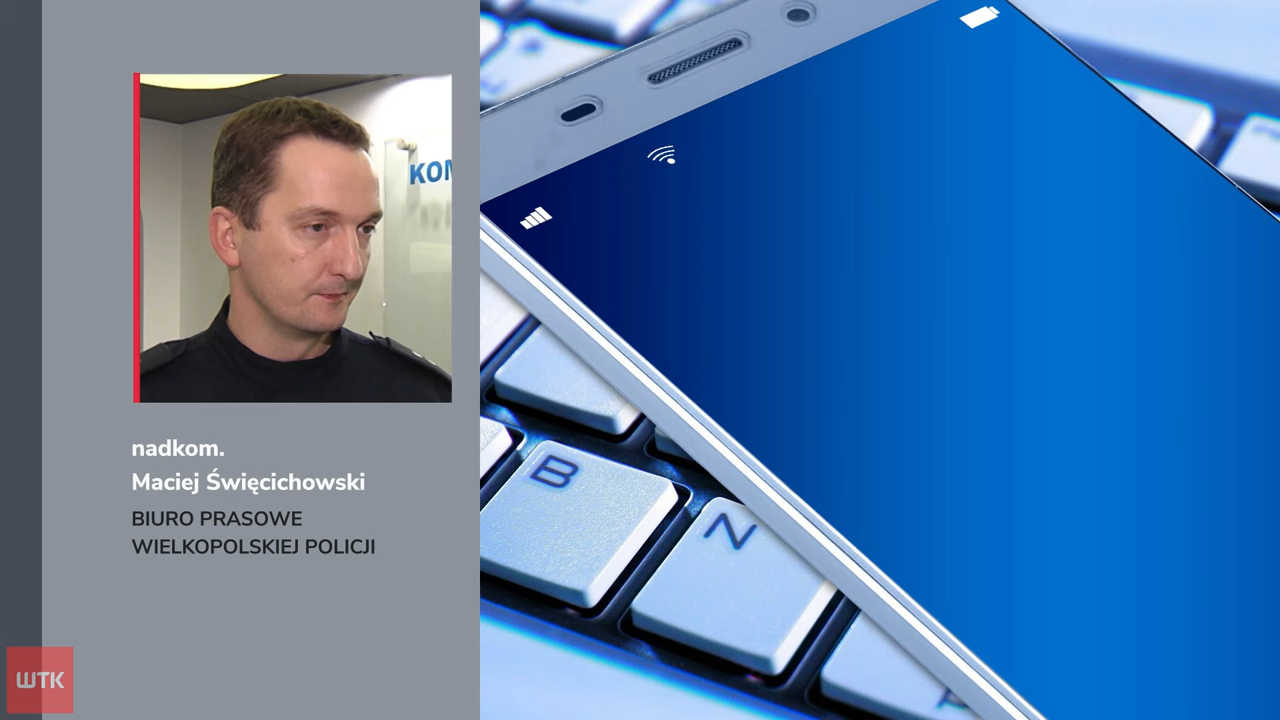 KOM
nadkom.
Maciej Święcichowski
BIURO PRASOWE
WIELKOPOLSKIEJ POLICJI
B
N
WTK